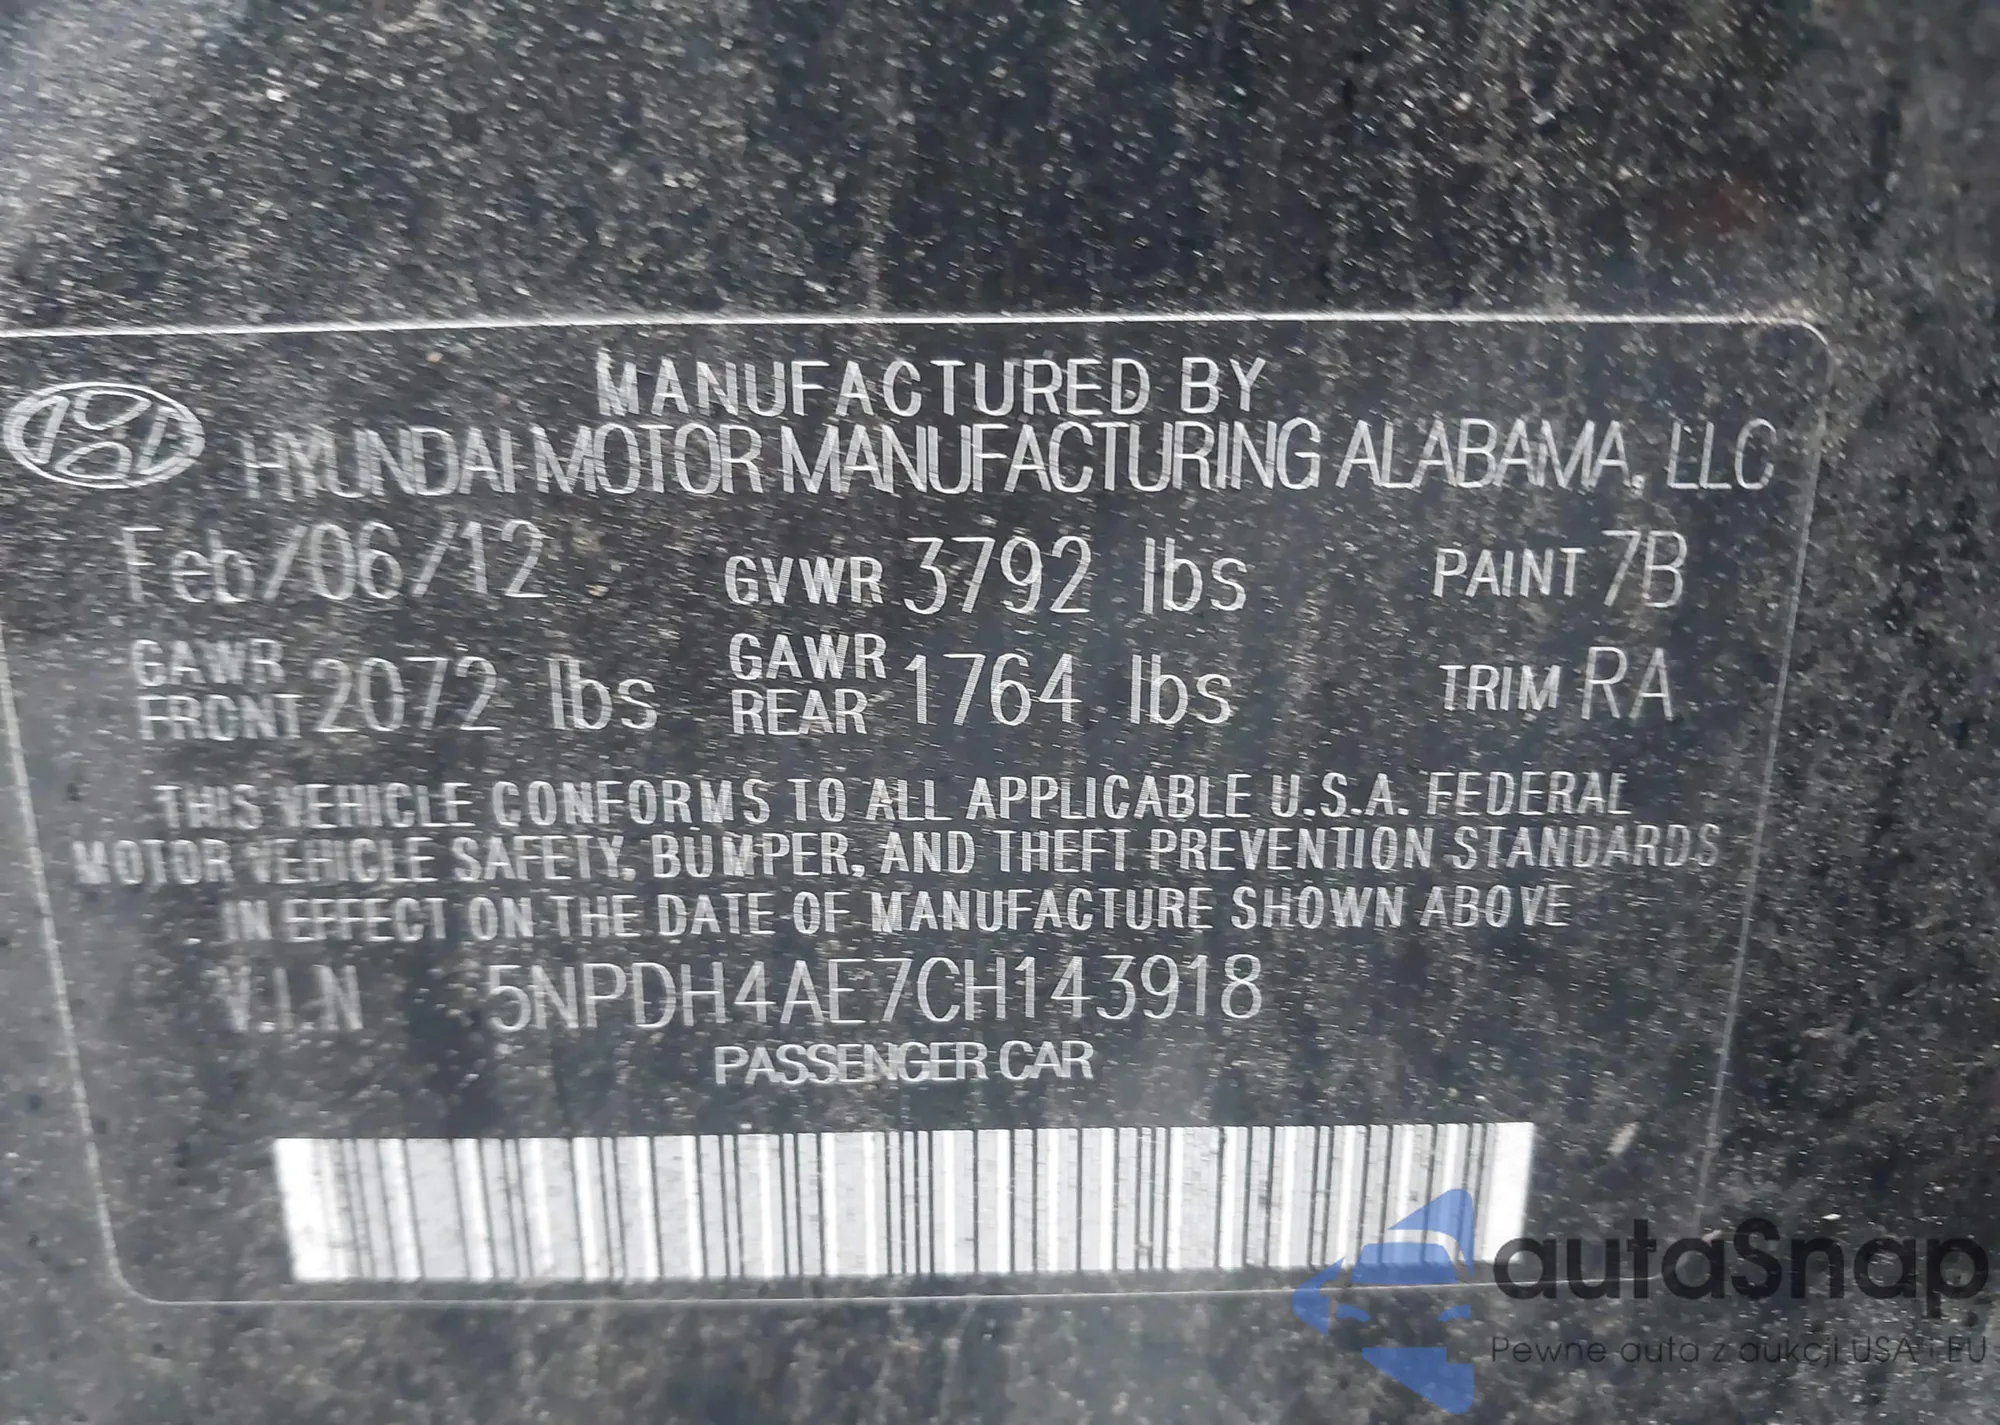 MANUFACTURED BY
HYUNDAI MOTOR MANUFACTURING ALABAMA, LLC
Feb/06/12 GVWR 3792 lbs PAINT 7B
GAWR FRONT 2072 lbs GAWR REAR 1764 lbs TRIM RA
THIS VEHICLE CONFORMS TO ALL APPLICABLE U.S.A. FEDERAL
MOTOR VEHICLE SAFETY, BUMPER, AND THEFT PREVENTION STANDARDS
IN EFFECT ON THE DATE OF MANUFACTURE SHOWN ABOVE
V.I.N 5NPDH4AE7CH143918
PASSENGER CAR
autaSnap
Pewne auta z aukcji USA i EU